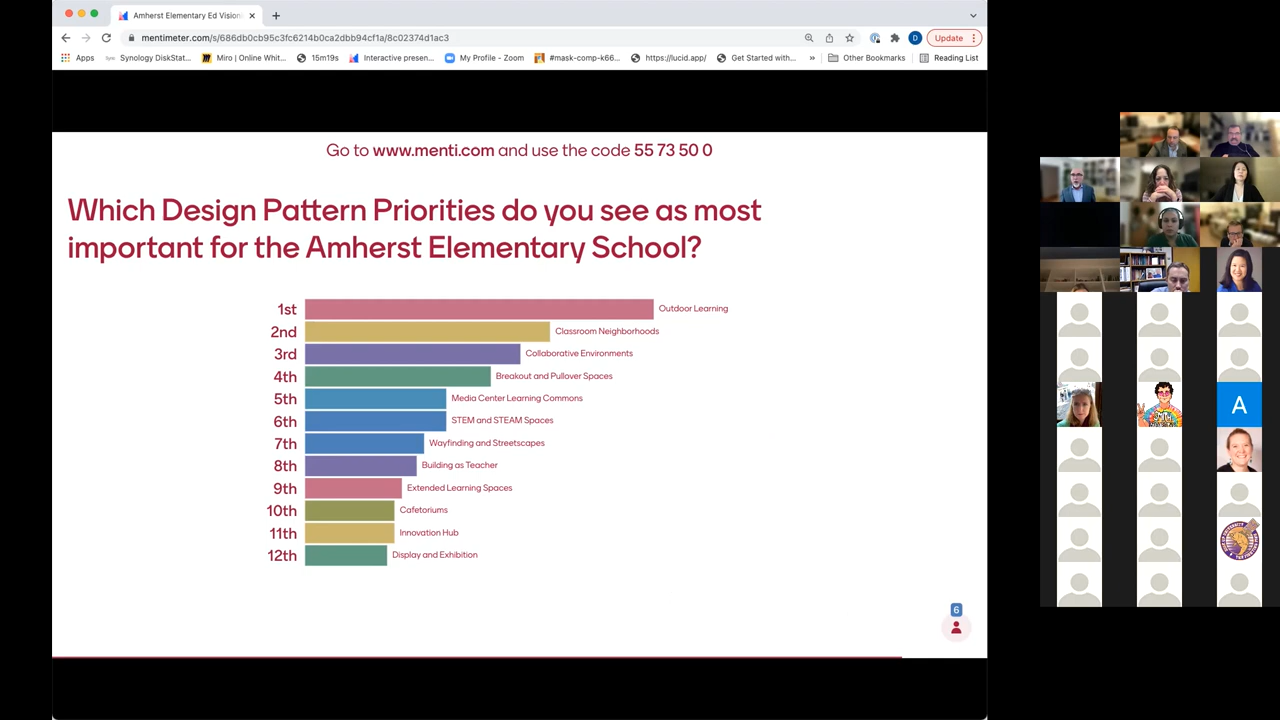 Amherst Elementary Ed Vision
mentimeter.com/s/686db0cb95c3fc6214b0ca2dbb94cf1a/8c02374d1ac3
D
Update
Apps
Synology DiskStat...
Miro | Online Whit...
15m19s
Interactive presen...
My Profile - Zoom
#mask-comp-k66...
https://lucid.app/
Get Started with...
»
Other Bookmarks
Reading List
Go to www.menti.com and use the code 55 73 50 0
Which Design Pattern Priorities do you see as most
important for the Amherst Elementary School?
1st Outdoor Learning
2nd Classroom Neighborhoods
3rd Collaborative Environments
4th Breakout and Pullover Spaces
5th Media Center Learning Commons
6th STEM and STEAM Spaces
7th Wayfinding and Streetscapes
8th Building as Teacher
9th Extended Learning Spaces
10th Cafetoriums
11th Innovation Hub
12th Display and Exhibition
6
A